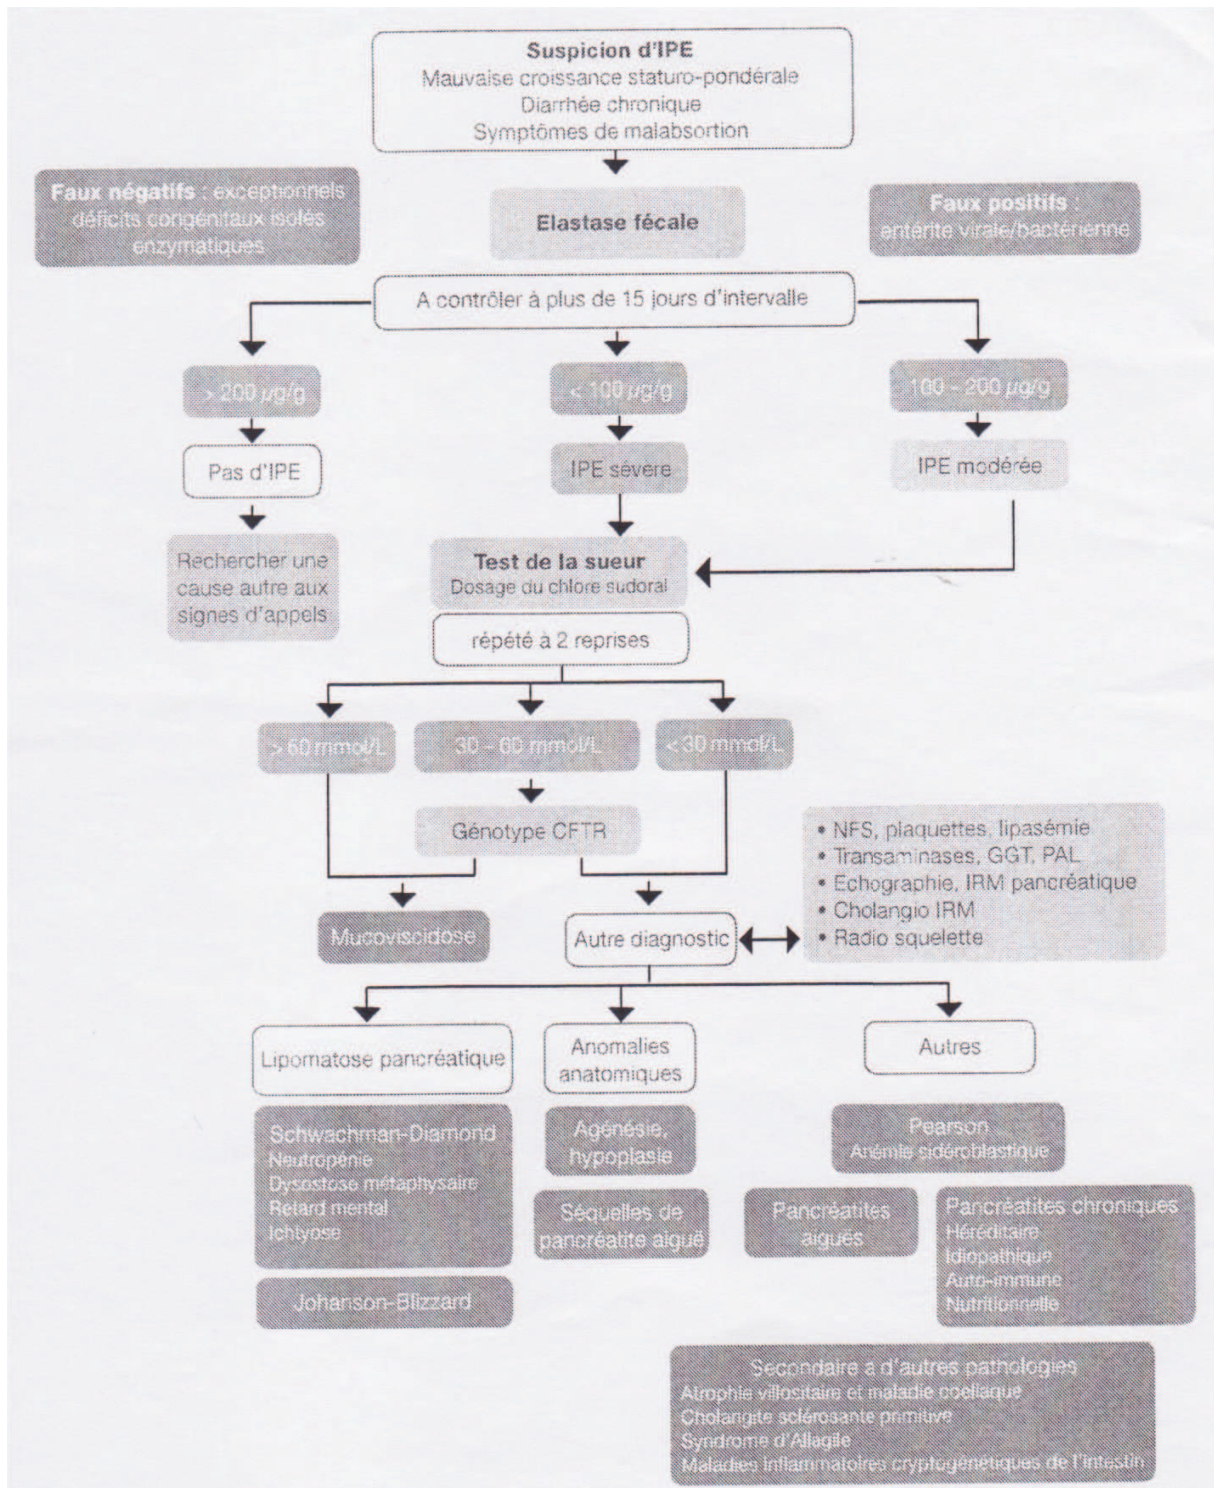 Suspicion d'IPE
Mauvaise croissance staturo-pondérale
Diarrhée chronique
Symptômes de malabsortion
Faux négatifs : exceptionnels
déficits congénitaux isolés
enzymatiques
Elastase fécale
Faux positifs :
entérite virale/bactérienne
A contrôler à plus de 15 jours d'intervalle
> 200 µg/g
< 100 µg/g
100 - 200 µg/g
Pas d'IPE
IPE sévère
IPE modérée
Rechercher une
cause autre aux
signes d'appels
Test de la sueur
Dosage du chlore sudoral
répété à 2 reprises
> 60 mmol/L
30 - 60 mmol/L
< 30 mmol/L
Génotype CFTR
• NFS, plaquettes, lipasémie
• Transaminases, GGT, PAL
• Echographie, IRM pancréatique
• Cholangio IRM
• Radio squelette
Mucoviscidose
Autre diagnostic
Lipomatose pancréatique
Anomalies
anatomiques
Autres
Schwachman-Diamond
Neutropénie
Dysostose métaphysaire
Retard mental
Ichtyose
Johanson-Blizzard
Agénésie,
hypoplasie
Séquelles de
pancréatite aiguë
Pearson
Anémie sidéroblastique
Pancréatites
aiguës
Pancréatites chroniques
Héréditaire
Idiopathique
Auto-immune
Nutritionnelle
Secondaire à d'autres pathologies
Atrophie villositaire et maladie coeliaque
Cholangite sclérosante primitive
Syndrome d'Allagile
Maladies inflammatoires cryptogénétiques de l'intestin